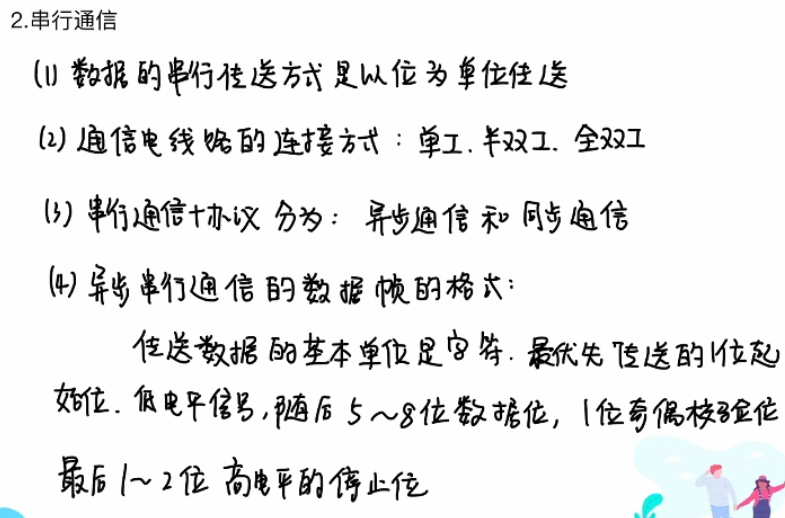 2.串行通信
(1) 数据的串行传送方式是以位为单位传送
(2) 通信电线路的连接方式：单工、半双工、全双工
(3) 串行通信协议 分为： 异步通信 和 同步通信
(4) 异步串行通信的数据帧的格式：
传送数据的基本单位是字符. 最优先传送的1位起
始位. 低电平信号,随后 5～8位数据位, 1位奇偶校验位
最后 1～2位 高电平的停止位